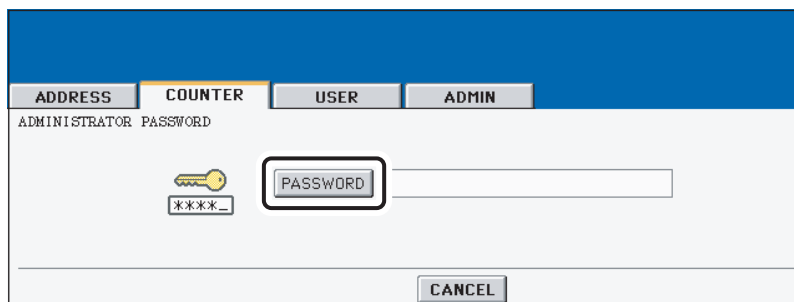 ADDRESS COUNTER USER ADMIN
ADMINISTRATOR PASSWORD
PASSWORD
****_
CANCEL